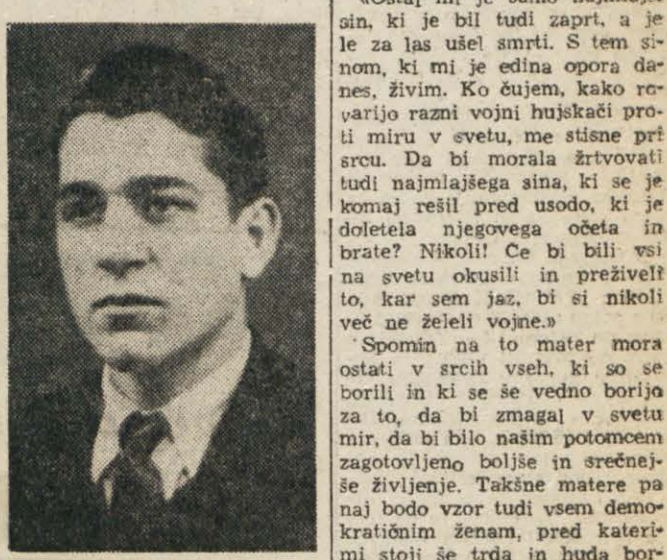 sin, ki je bil tudi zaprt, a je
le za las ušel smrti. S tem si-
nom, ki mi je edina opora da-
nes, živim. Ko čujem, kako ro-
varijo razni vojni hujskači pro-
ti miru v svetu, me stisne pri
srcu. Da bi morala žrtvovati
tudi najmlajšega sina, ki se je
komaj rešil pred usodo, ki je
doletela njegovega očeta in
brate? Nikoli! Ce bi bili vsi
na svetu okusili in preživeli
to, kar sem jaz, bi si nikoli
več ne želeli vojne.»
Spomin na to mater mora
ostati v srcih vseh, ki so se
borili in ki se še vedno borijo
za to, da bi zmagal v svetu
mir, da bi bilo našim potomcem
zagotovljeno boljše in srečnej-
še življenje. Takšne matere pa
naj bodo vzor tudi vsem demo-
kratičnim ženam, pred kateri-
mi stoji še trda in huda bor-